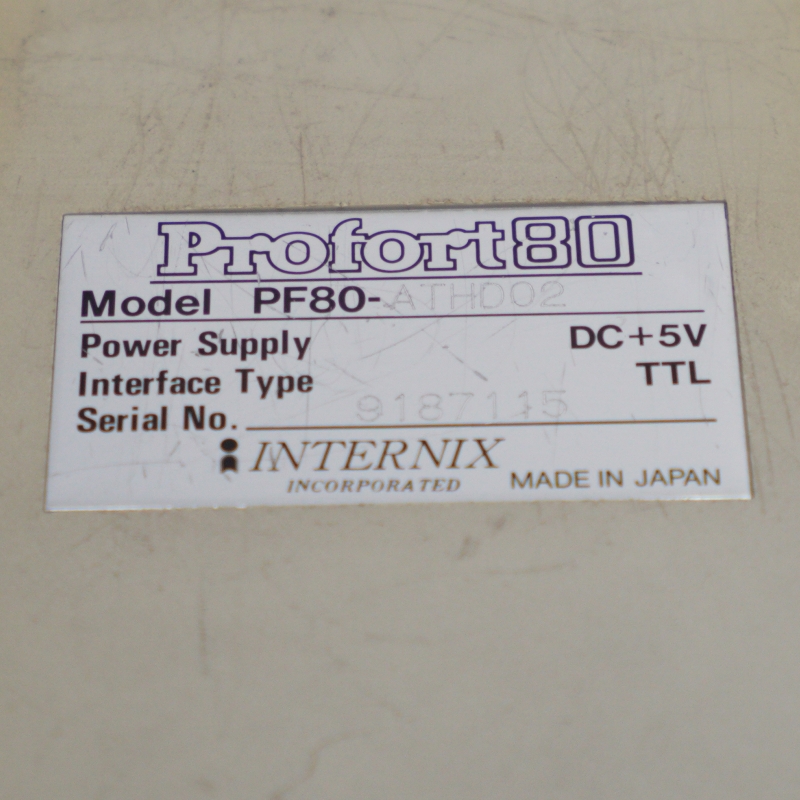 Profort80
Model PF80-ATHD02
Power Supply DC+5V
Interface Type TTL
Serial No. 9187115
INTERNIX
INCORPORATED MADE IN JAPAN